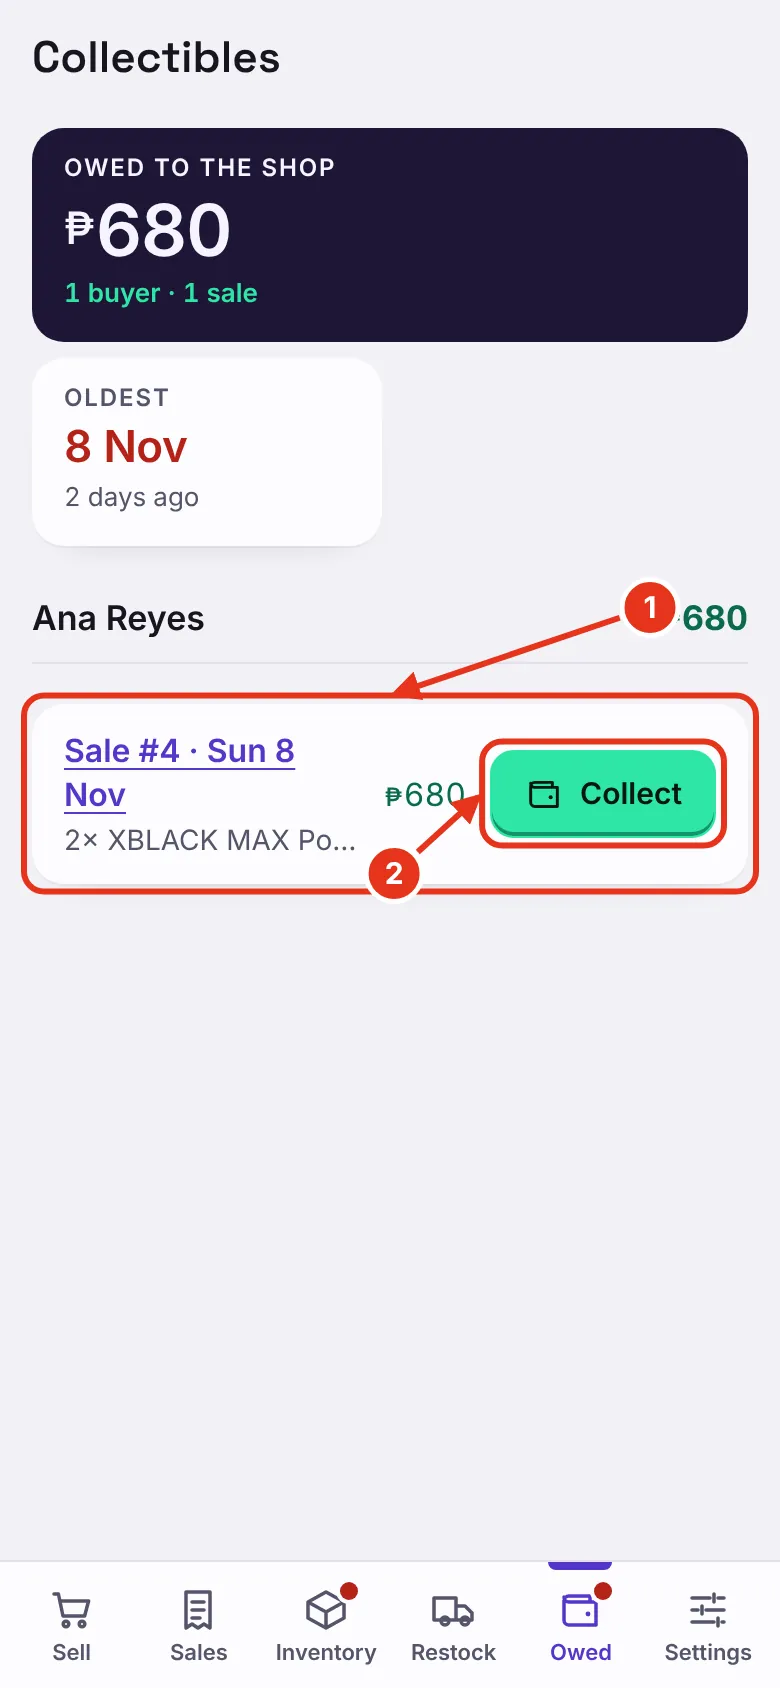 Collectibles
OWED TO THE SHOP
₱680
1 buyer · 1 sale
OLDEST
8 Nov
2 days ago
Ana Reyes
1
680
Sale #4 · Sun 8
Nov
₱680
Collect
2× XBLACK MAX Po...
2
Sell
Sales
Inventory
Restock
Owed
Settings